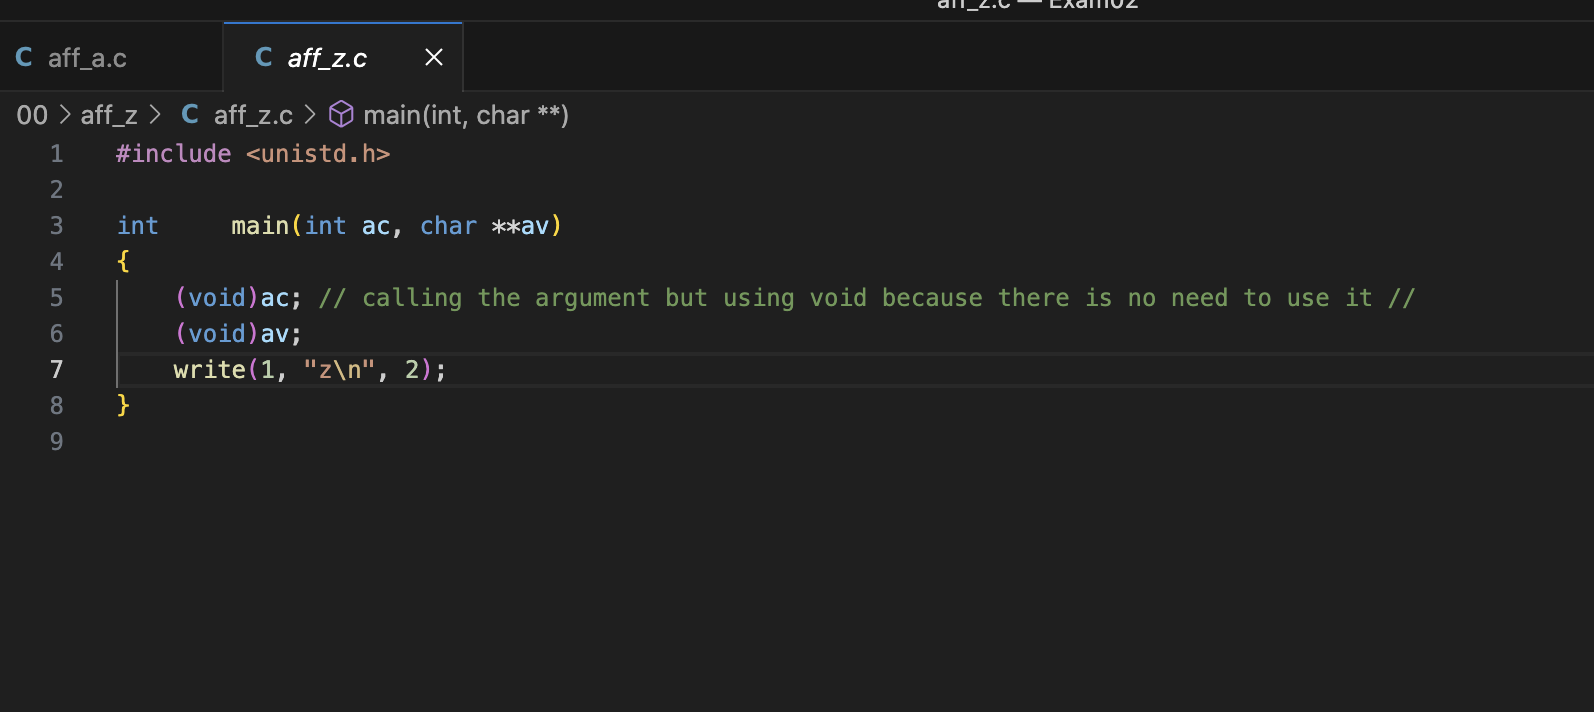 aff_z.c — Exam02
C aff_a.c
C aff_z.c ×
00 > aff_z > C aff_z.c > main(int, char **)
1 #include <unistd.h>
2
3 int     main(int ac, char **av)
4 {
5     (void)ac; // calling the argument but using void because there is no need to use it //
6     (void)av;
7     write(1, "z\n", 2);
8 }
9